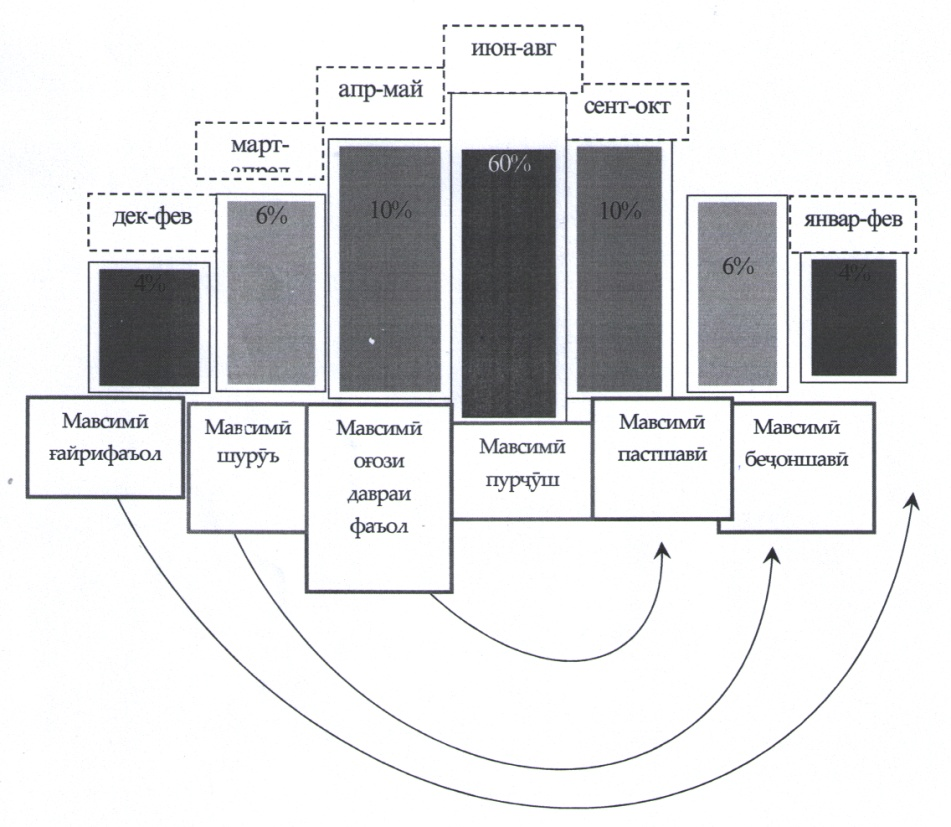 июн-авг
апр-май
сент-окт
март-
апрел
дек-фев
январ-фев
4%
6%
10%
60%
10%
6%
4%
Мавсимӣ
ғайрифаъол
Мавсимӣ
шурӯъ
Мавсимӣ
оғози
давраи
фаъол
Мавсимӣ
пурҷӯш
Мавсимӣ
пастшавӣ
Мавсимӣ
беҷоншавӣ